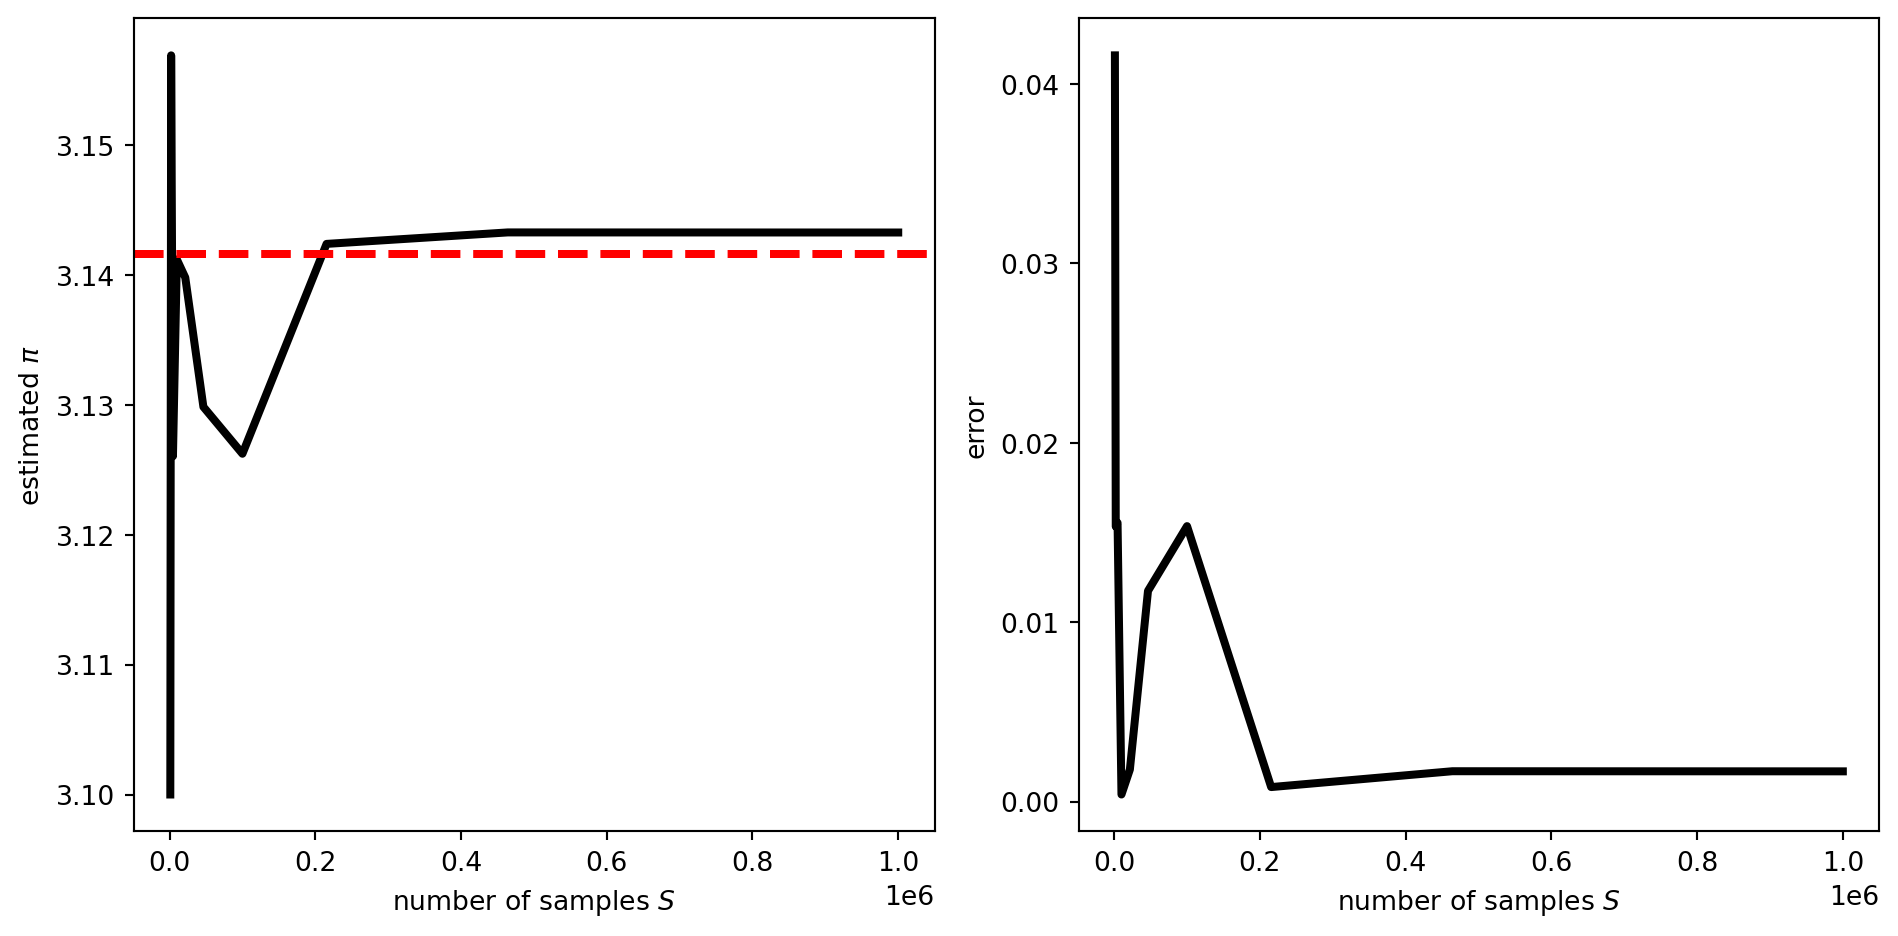 3.15
3.14
3.13
3.12
3.11
3.10
estimated π
0.0 0.2 0.4 0.6 0.8 1.0
1e6
number of samples S
0.04
0.03
0.02
0.01
0.00
error
0.0 0.2 0.4 0.6 0.8 1.0
1e6
number of samples S